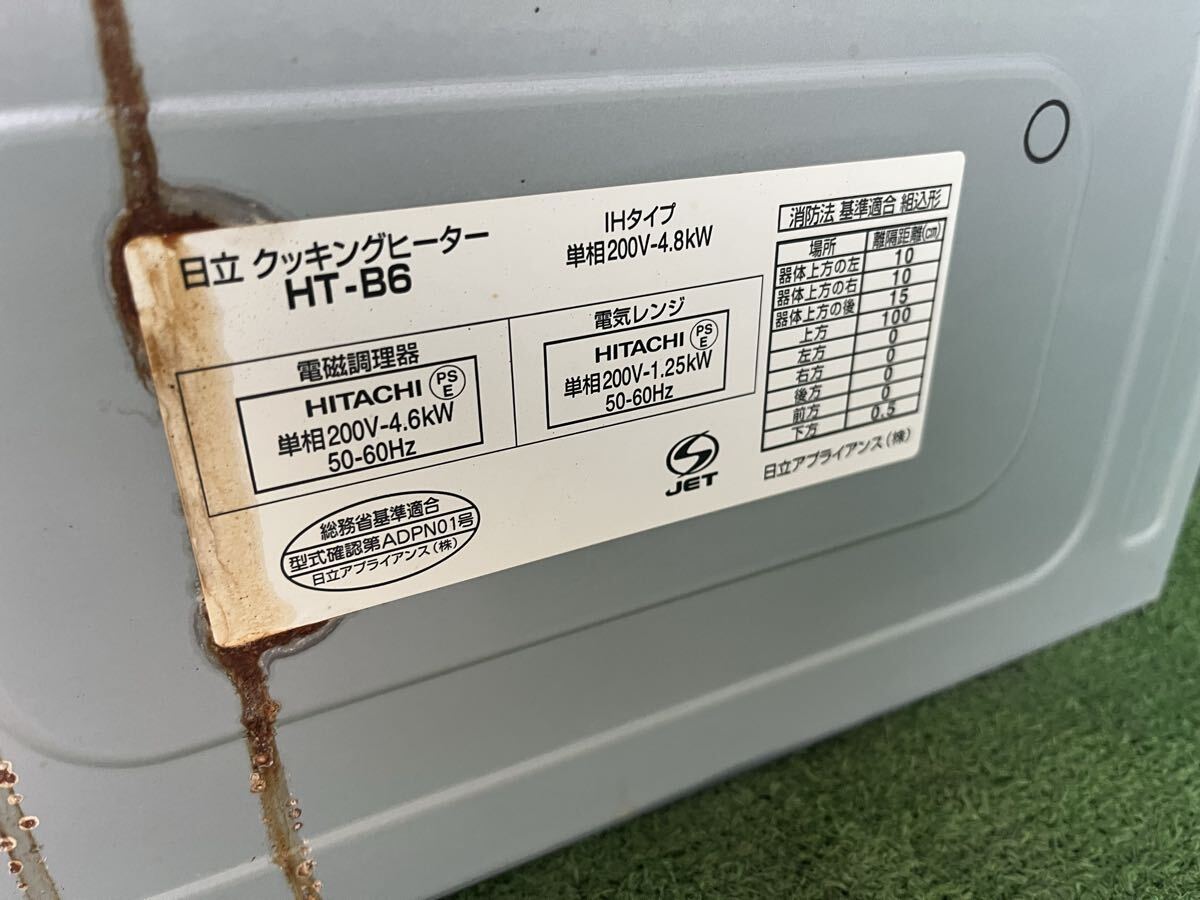 日立 クッキングヒーター
HT-B6
IHタイプ
単相200V-4.8kW
電磁調理器
HITACHI PSE
単相200V-4.6kW
50-60Hz
電気レンジ
HITACHI PSE
単相200V-1.25kW
50-60Hz
総務省基準適合
型式確認第ADPN01号
日立アプライアンス(株)
JET
消防法 基準適合 組込形
場所 離隔距離(cm)
器体上方の左 10
器体上方の右 10
器体上方の後 15
上方 100
左方 0
右方 0
後方 0
前方 0
下方 0.5
日立アプライアンス(株)